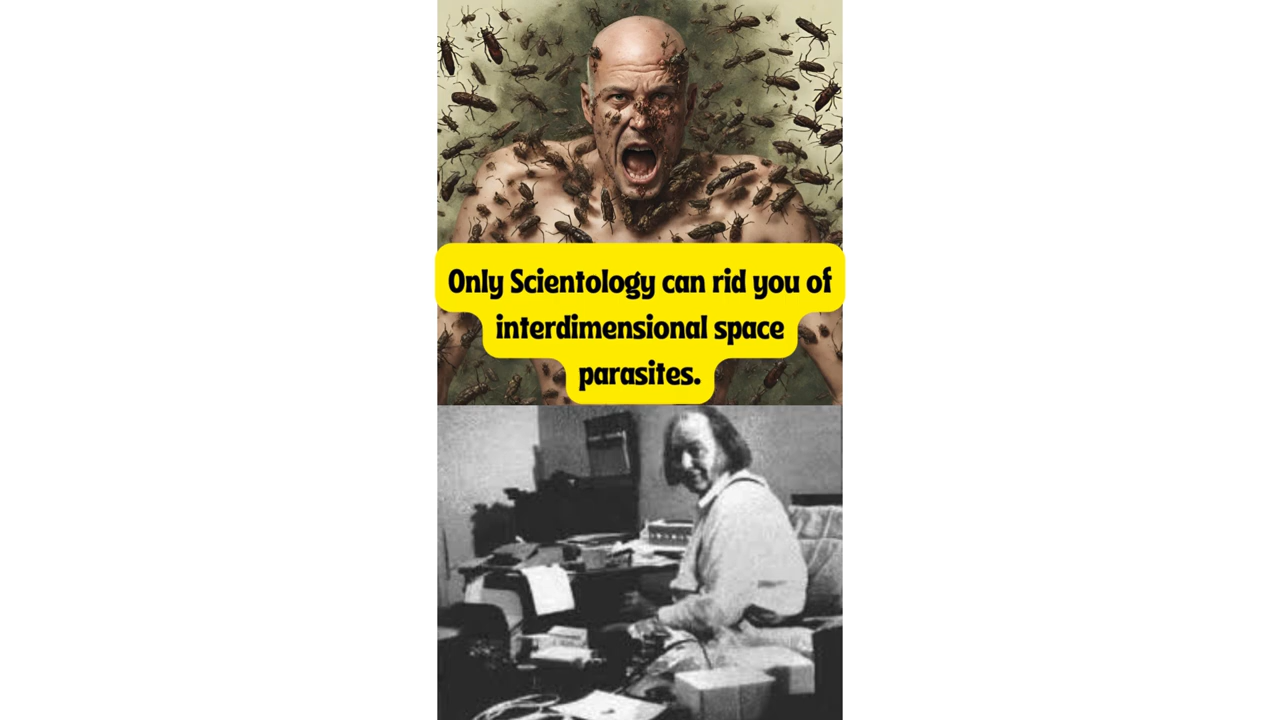 Only Scientology can rid you of
interdimensional space
parasites.